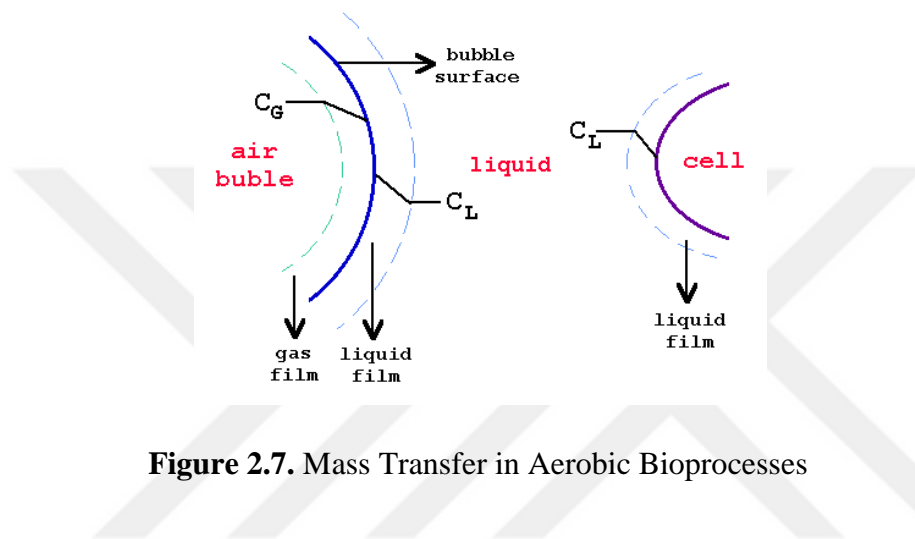 bubble
surface
C_G
air
buble
liquid
C_L
cell
C_L
liquid
film
gas
film
liquid
film
Figure 2.7. Mass Transfer in Aerobic Bioprocesses